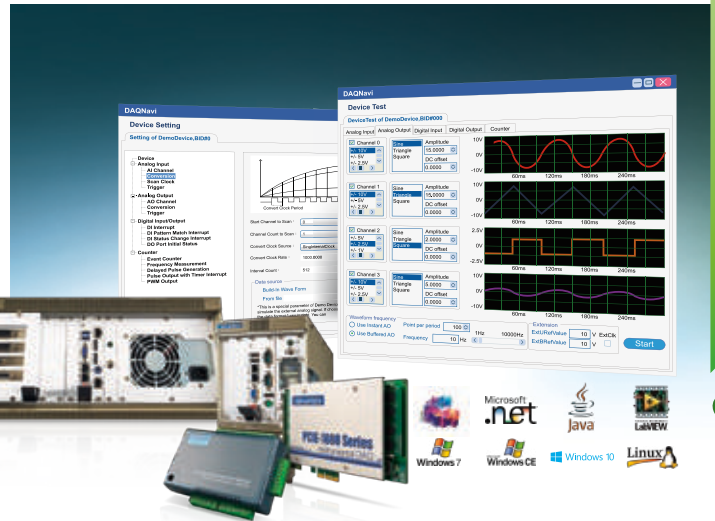 DAQNavi
Device Setting
Setting of DemoDevice,BID#0
Device
Analog Input
AI Channel
Conversion
Scan Clock
Trigger
Analog Output
AO Channel
Conversion
Trigger
Digital Input/Output
DI Interrupt
DI Pattern Match Interrupt
DI Status Change Interrupt
DO Port Initial Status
Counter
Event Counter
Frequency Measurement
Delayed Pulse Generation
Pulse Output with Timer Interrupt
PWM Output
Convert Clock Period
Start Channel to Scan : 0
Channel Count to Scan :
Convert Clock Source : SingInternalClock
Convert Clock Rate : 1000.0000
Interval Count : 512
Data source
Build-In Wave Form
From file
DAQNavi
Device Test
DeviceTest of DemoDevice,BID#000
Analog Input Analog Output Digital Input Digital Output Counter
Channel 0
+/- 10V
+/- 5V
+/- 2.5V
Sine
Triangle
Square
Amplitude
15.0000
DC offset
0.0000
10V
0V
-10V
60ms 120ms 180ms 240ms
Channel 1
+/- 10V
+/- 5V
+/- 2.5V
Sine
Triangle
Square
Amplitude
15.0000
DC offset
0.0000
10V
0V
-10V
60ms 120ms 180ms 240ms
Channel 2
+/- 5V
+/- 2.5V
+/- 1V
Sine
Triangle
Square
Amplitude
2.0000
DC offset
0.0000
2.5V
0V
-2.5V
60ms 120ms 180ms 240ms
Channel 3
+/- 10V
+/- 5V
+/- 2.5V
Sine
Triangle
Square
Amplitude
5.0000
DC offset
0.0000
10V
0V
-10V
60ms 120ms 180ms 240ms
Waveform frequency
Use Instant AO Point per period 100
Use Buffered AO Frequency 10 Hz
1Hz 10000Hz
Extension
ExtURefValue 10 V ExtClk
ExtBRefValue 10 V
Start
PCIE-1800 Series
Microsoft
.net
Java
LabVIEW
Windows 7
Windows CE
Windows 10
Linux